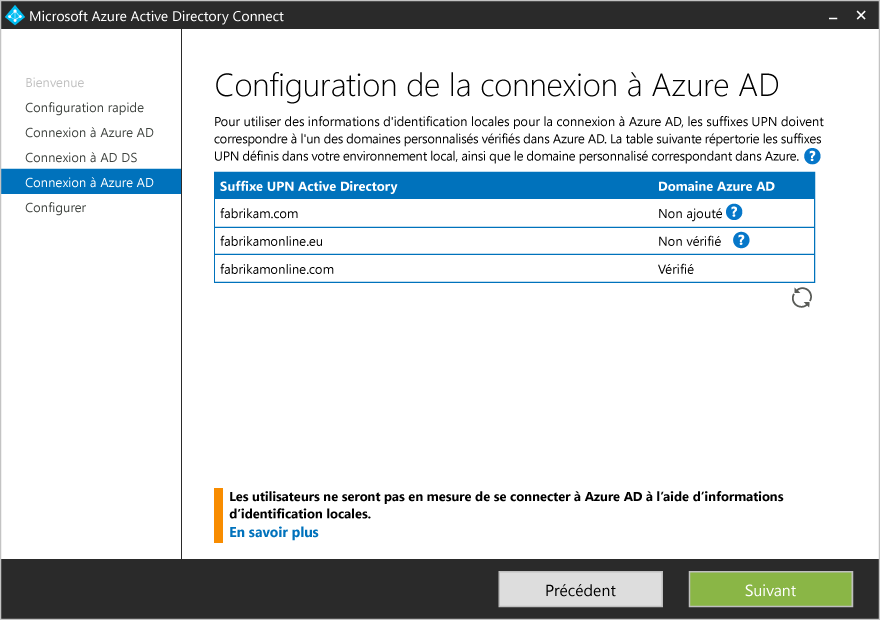 Microsoft Azure Active Directory Connect
Bienvenue
Configuration rapide
Connexion à Azure AD
Connexion à AD DS
Connexion à Azure AD
Configurer
Configuration de la connexion à Azure AD
Pour utiliser des informations d'identification locales pour la connexion à Azure AD, les suffixes UPN doivent
correspondre à l'un des domaines personnalisés vérifiés dans Azure AD. La table suivante répertorie les suffixes
UPN définis dans votre environnement local, ainsi que le domaine personnalisé correspondant dans Azure. ?
Suffixe UPN Active Directory Domaine Azure AD
fabrikam.com Non ajouté ?
fabrikamonline.eu Non vérifié ?
fabrikamonline.com Vérifié
Les utilisateurs ne seront pas en mesure de se connecter à Azure AD à l’aide d’informations
d’identification locales.
En savoir plus
Précédent Suivant